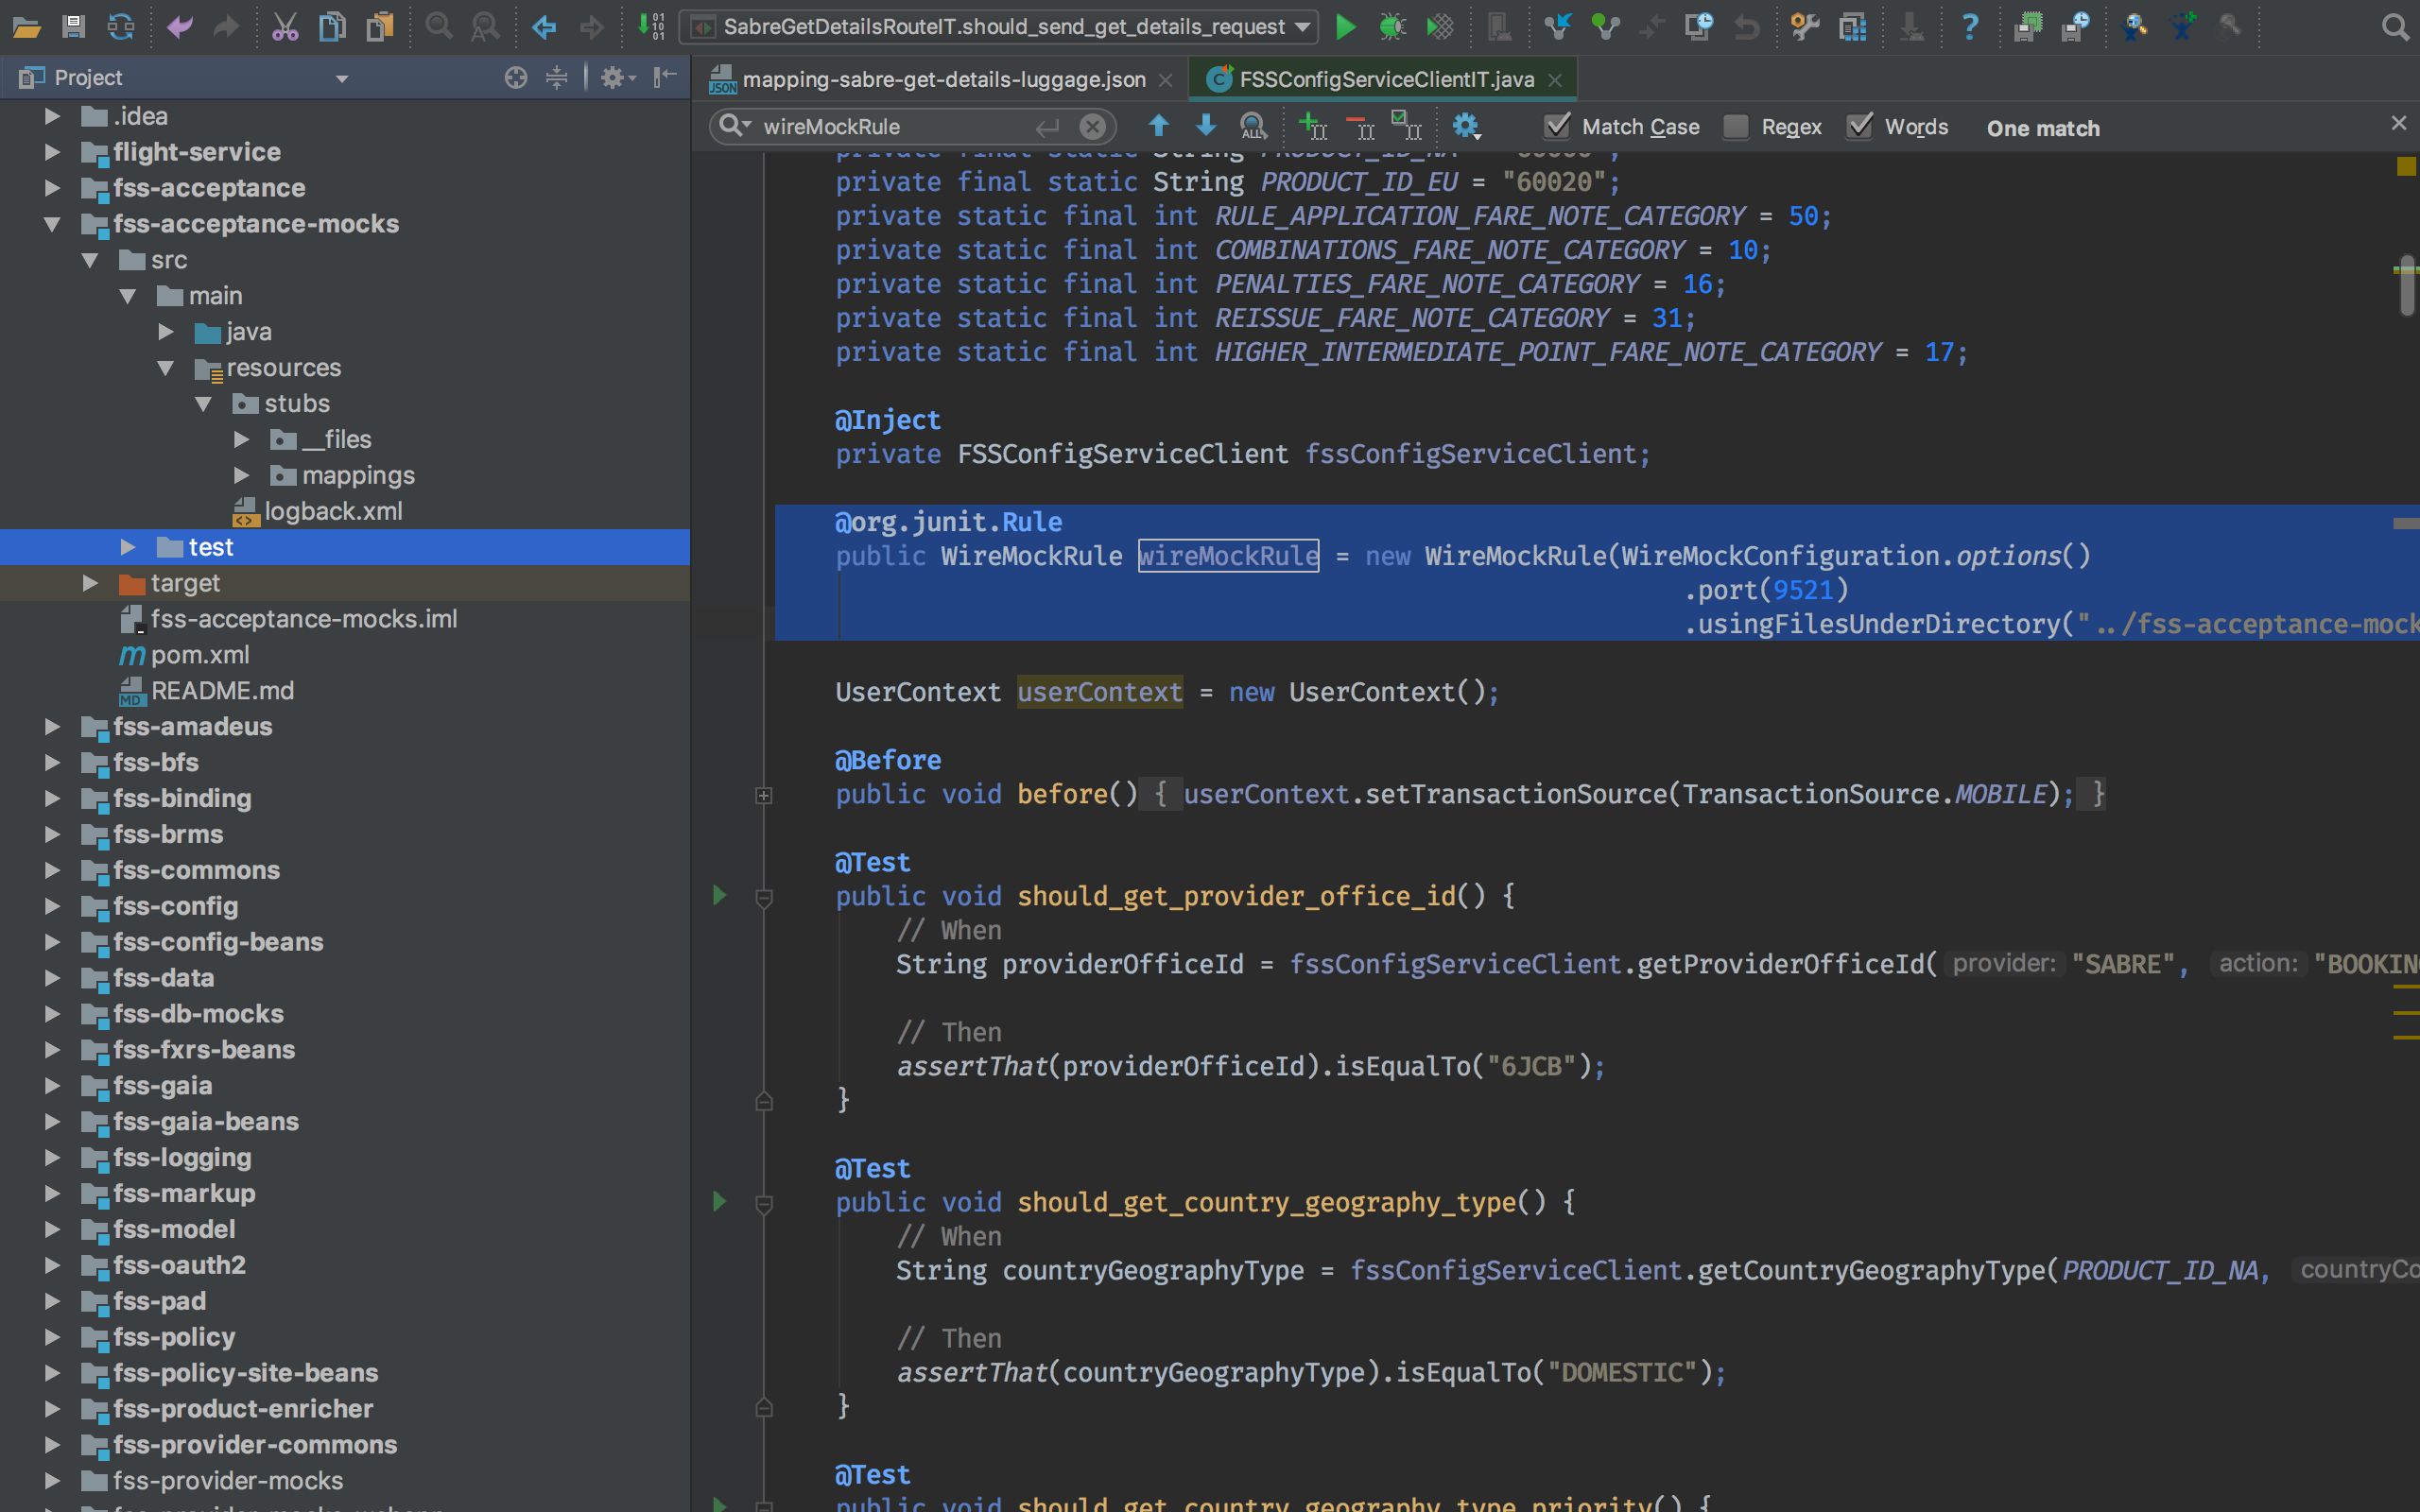 SabreGetDetailsRouteIT.should_send_get_details_request
Project
mapping-sabre-get-details-luggage.json
FSSConfigServiceClientIT.java
wireMockRule
Match Case
Regex
Words
One match
.idea
flight-service
fss-acceptance
fss-acceptance-mocks
src
main
java
resources
stubs
__files
mappings
logback.xml
test
target
fss-acceptance-mocks.iml
pom.xml
README.md
fss-amadeus
fss-bfs
fss-binding
fss-brms
fss-commons
fss-config
fss-config-beans
fss-data
fss-db-mocks
fss-fxrs-beans
fss-gaia
fss-gaia-beans
fss-logging
fss-markup
fss-model
fss-oauth2
fss-pad
fss-policy
fss-policy-site-beans
fss-product-enricher
fss-provider-commons
fss-provider-mocks
private final static String PRODUCT_ID_NA
private final static String PRODUCT_ID_EU = "60020";
private static final int RULE_APPLICATION_FARE_NOTE_CATEGORY = 50;
private static final int COMBINATIONS_FARE_NOTE_CATEGORY = 10;
private static final int PENALTIES_FARE_NOTE_CATEGORY = 16;
private static final int REISSUE_FARE_NOTE_CATEGORY = 31;
private static final int HIGHER_INTERMEDIATE_POINT_FARE_NOTE_CATEGORY = 17;
@Inject
private FSSConfigServiceClient fssConfigServiceClient;
@org.junit.Rule
public WireMockRule wireMockRule = new WireMockRule(WireMockConfiguration.options()
.port(9521)
.usingFilesUnderDirectory("../fss-acceptance-mock
UserContext userContext = new UserContext();
@Before
public void before() { userContext.setTransactionSource(TransactionSource.MOBILE); }
@Test
public void should_get_provider_office_id() {
// When
String providerOfficeId = fssConfigServiceClient.getProviderOfficeId( provider: "SABRE", action: "BOOKIN
// Then
assertThat(providerOfficeId).isEqualTo("6JCB");
}
@Test
public void should_get_country_geography_type() {
// When
String countryGeographyType = fssConfigServiceClient.getCountryGeographyType(PRODUCT_ID_NA, countryCo
// Then
assertThat(countryGeographyType).isEqualTo("DOMESTIC");
}
@Test
public void should_get_country_geography_type_priority() {